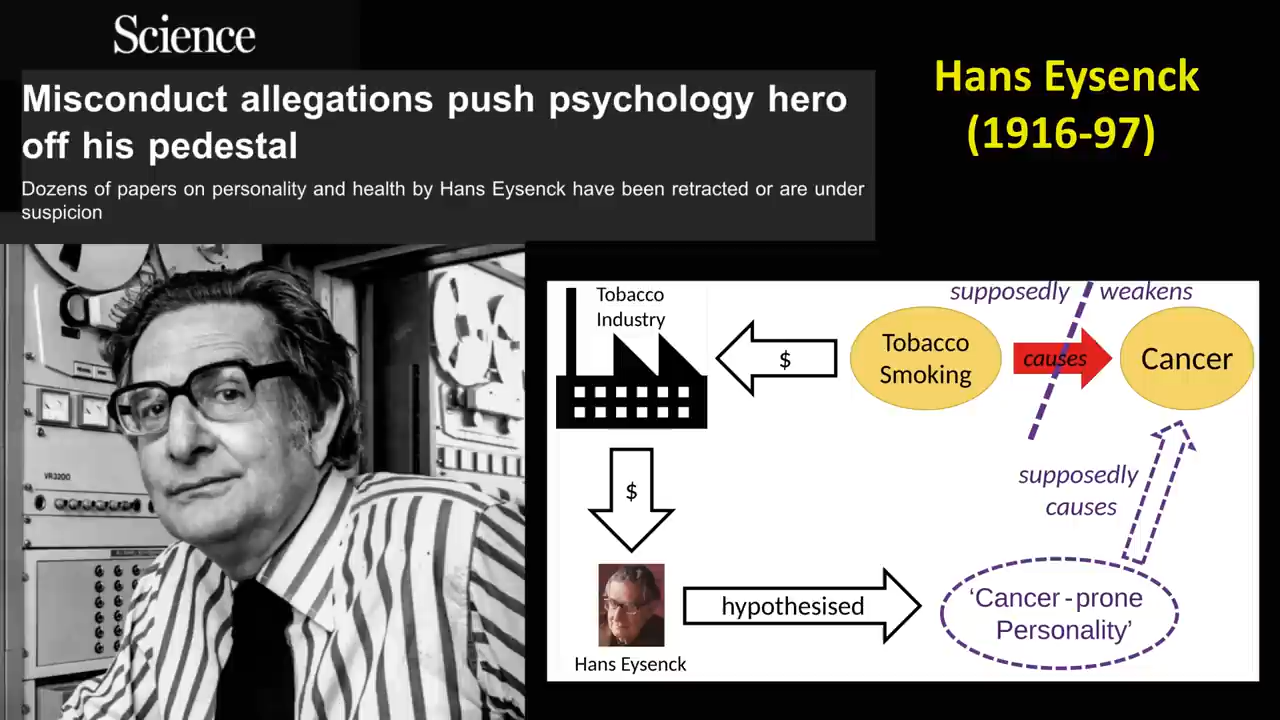 Science
Misconduct allegations push psychology hero
off his pedestal
Dozens of papers on personality and health by Hans Eysenck have been retracted or are under
suspicion
Hans Eysenck
(1916-97)
VR3200
Tobacco
Industry
$
Tobacco
Smoking
supposedly weakens
causes
Cancer
$
supposedly
causes
Hans Eysenck
hypothesised
‘Cancer-prone
Personality’